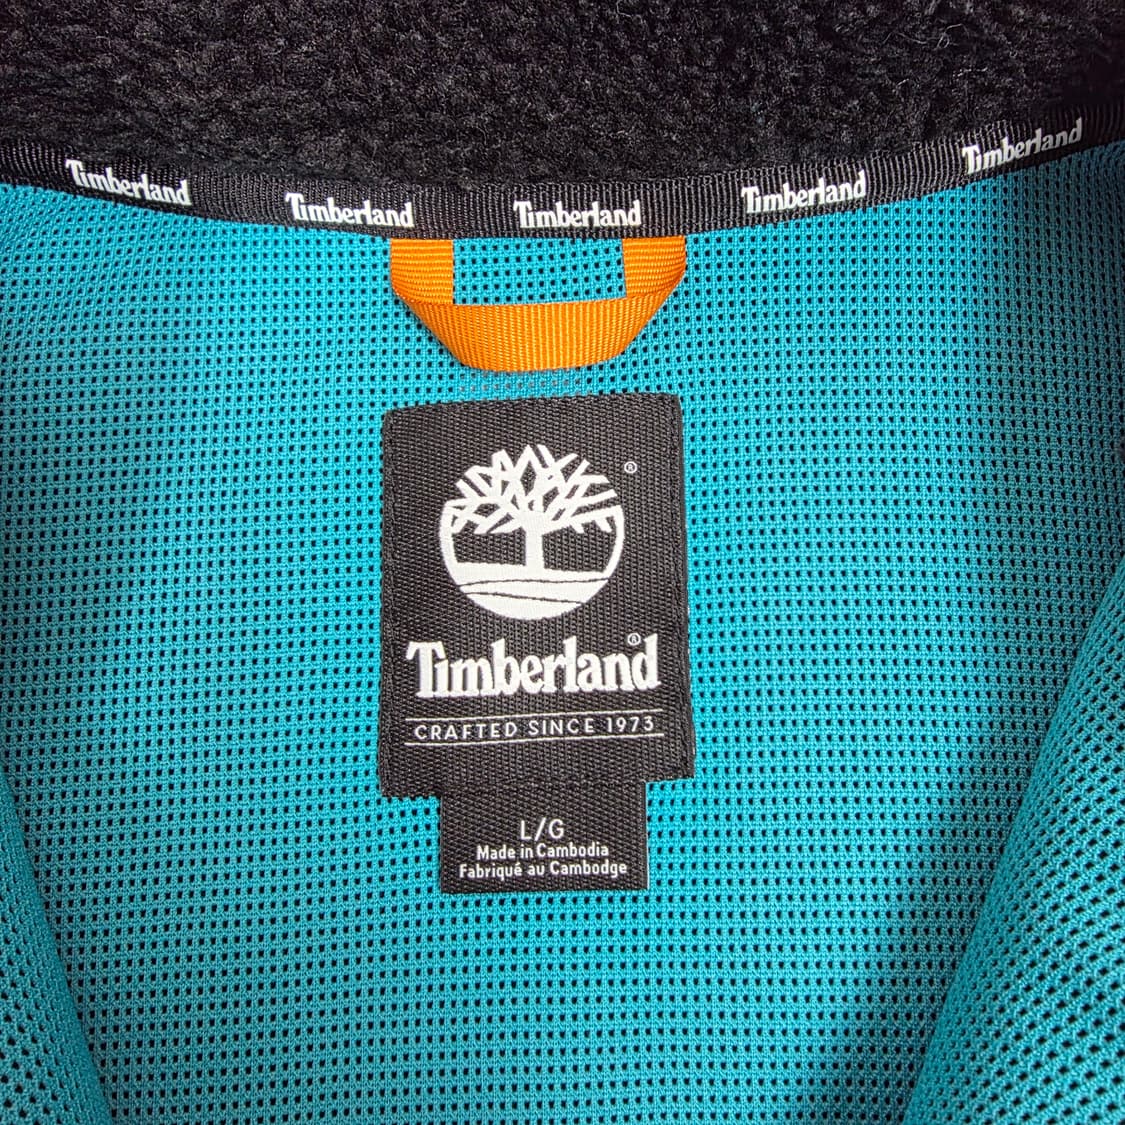 Timberland Timberland Timberland Timberland Timberland
®
Timberland®
CRAFTED SINCE 1973
L/G
Made in Cambodia
Fabriqué au Cambodge